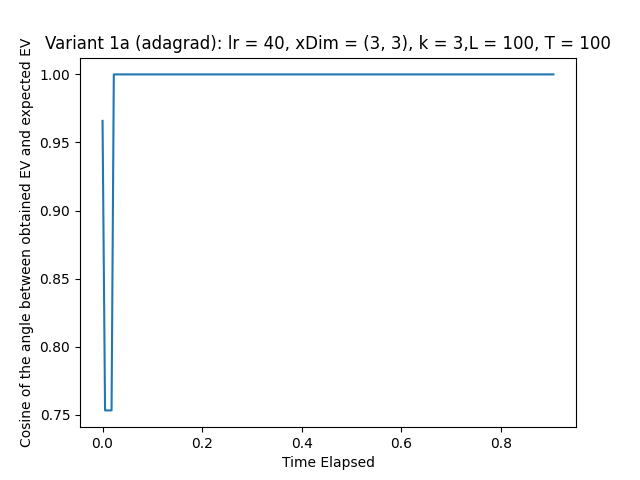 Variant 1a (adagrad): lr = 40, xDim = (3, 3), k = 3,L = 100, T = 100
Cosine of the angle between obtained EV and expected EV
1.00
0.95
0.90
0.85
0.80
0.75
0.0 0.2 0.4 0.6 0.8
Time Elapsed